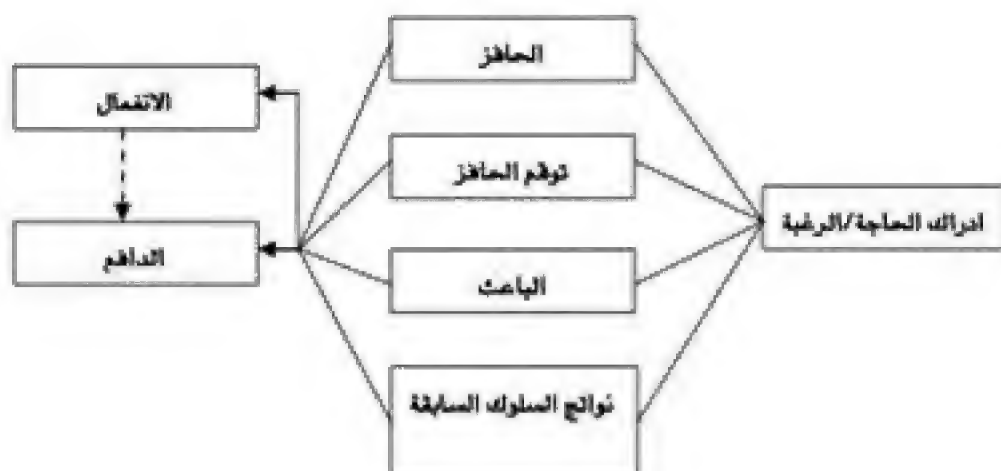 الحافز
الانفعال
توقع الحافز
ادراك الحاجة/الرغبة
الدافع
الباعث
نواتج السلوك السابقة